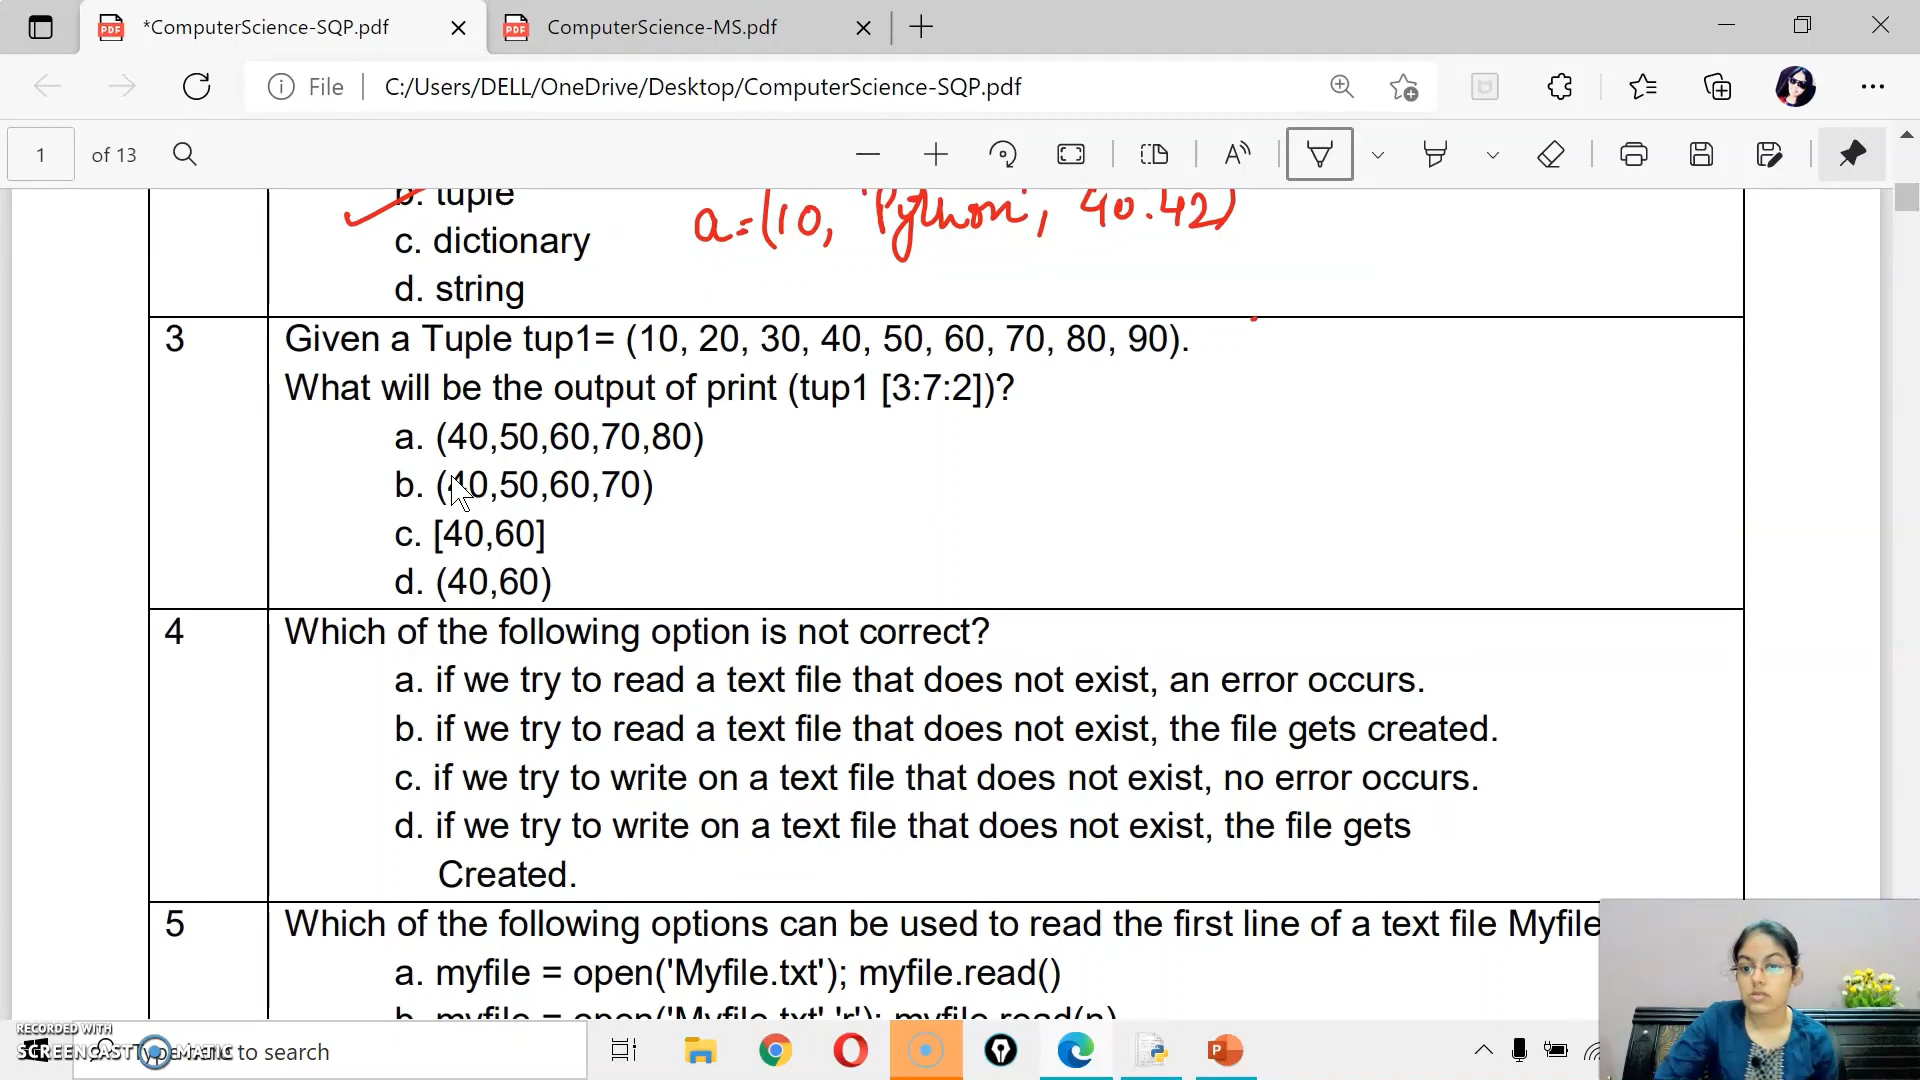 *ComputerScience-SQP.pdf
ComputerScience-MS.pdf
File
C:/Users/DELL/OneDrive/Desktop/ComputerScience-SQP.pdf
1
of 13
b. tuple
a=(10, 'Python', 40.42)
c. dictionary
d. string
3
Given a Tuple tup1= (10, 20, 30, 40, 50, 60, 70, 80, 90).
What will be the output of print (tup1 [3:7:2])?
a. (40,50,60,70,80)
b. (40,50,60,70)
c. [40,60]
d. (40,60)
4
Which of the following option is not correct?
a. if we try to read a text file that does not exist, an error occurs.
b. if we try to read a text file that does not exist, the file gets created.
c. if we try to write on a text file that does not exist, no error occurs.
d. if we try to write on a text file that does not exist, the file gets
Created.
5
Which of the following options can be used to read the first line of a text file Myfile
a. myfile = open('Myfile.txt'); myfile.read()
b. myfile = open('Myfile.txt','r'); myfile.read(n)
RECORDED WITH
SCREENCAST MATIC
to search